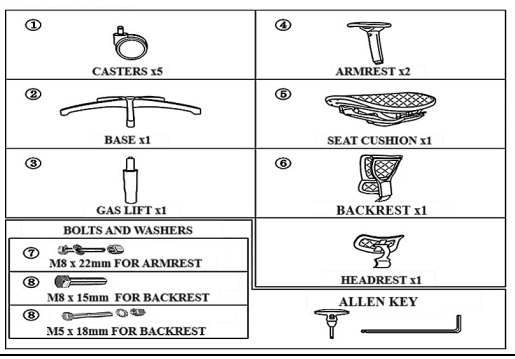 ①
CASTERS x5
②
BASE x1
③
GAS LIFT x1
④
ARMREST x2
⑤
SEAT CUSHION x1
⑥
BACKREST x1
HEADREST x1
BOLTS AND WASHERS
⑦
M8 x 22mm FOR ARMREST
⑧
M8 x 15mm FOR BACKREST
⑧
M5 x 18mm FOR BACKREST
ALLEN KEY